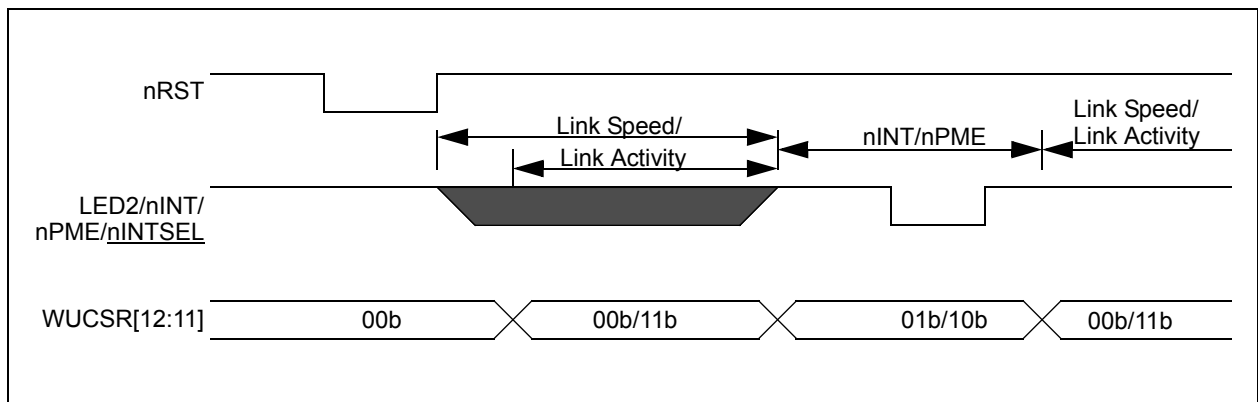 nRST
Link Speed/
Link Activity
nINT/nPME
Link Speed/
Link Activity
LED2/nINT/
nPME/nINTSEL
WUCSR[12:11]
00b
00b/11b
01b/10b
00b/11b